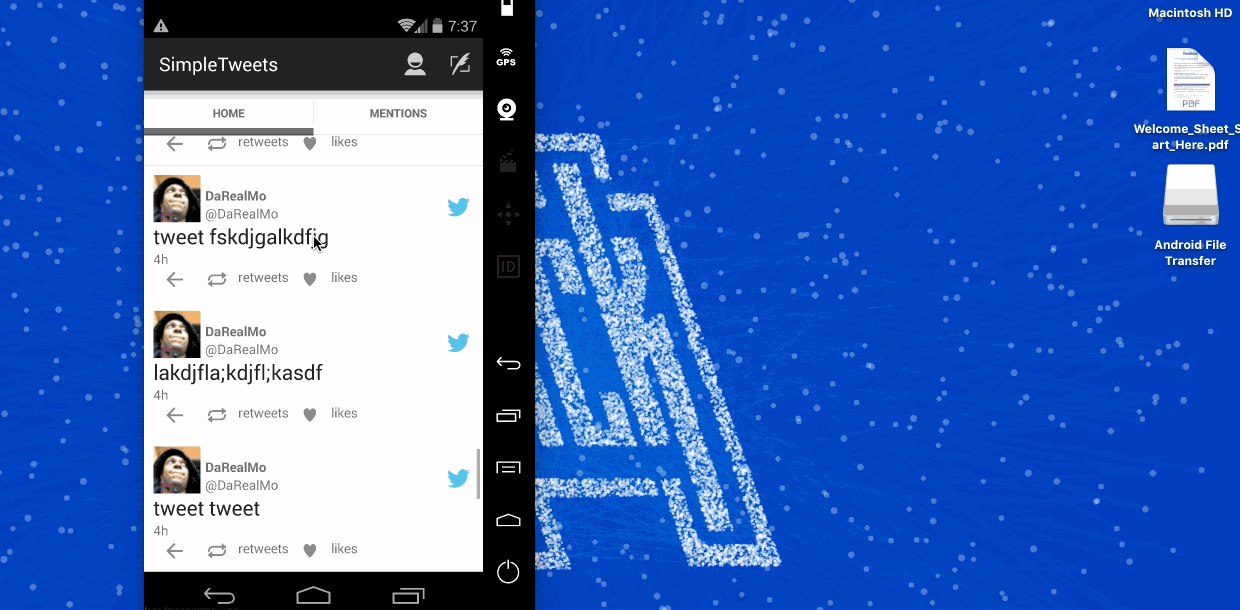 7:37
SimpleTweets
HOME MENTIONS
retweets likes
DaRealMo
@DaRealMo
tweet fskdjgalkdfjg
4h
retweets likes
DaRealMo
@DaRealMo
lakdjfla;kdjfl;kasdf
4h
retweets likes
DaRealMo
@DaRealMo
tweet tweet
4h
retweets likes
GPS
ID
Macintosh HD
PDF
Welcome_Sheet_S
art_Here.pdf
Android File
Transfer